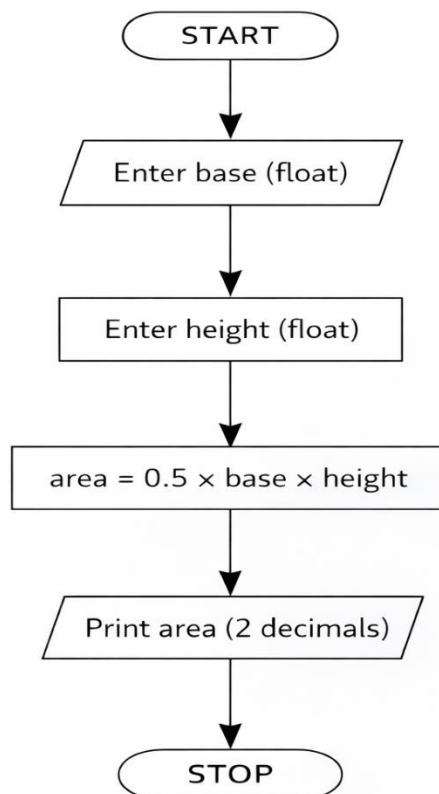 START
Enter base (float)
Enter height (float)
area = 0.5 × base × height
Print area (2 decimals)
STOP